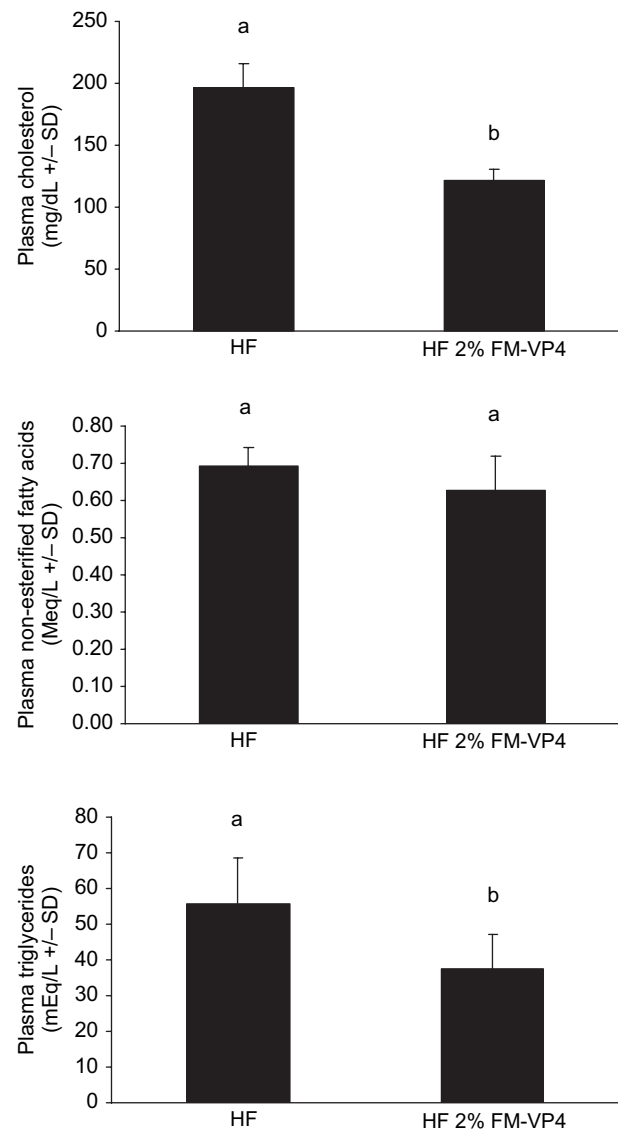 Plasma cholesterol
(mg/dL +/– SD)
250
200
150
100
50
0
a
b
HF
HF 2% FM-VP4
Plasma non-esterified fatty acids
(Meq/L +/– SD)
0.80
0.70
0.60
0.50
0.40
0.30
0.20
0.10
0.00
a
a
HF
HF 2% FM-VP4
Plasma triglycerides
(mEq/L +/– SD)
80
70
60
50
40
30
20
10
0
a
b
HF
HF 2% FM-VP4